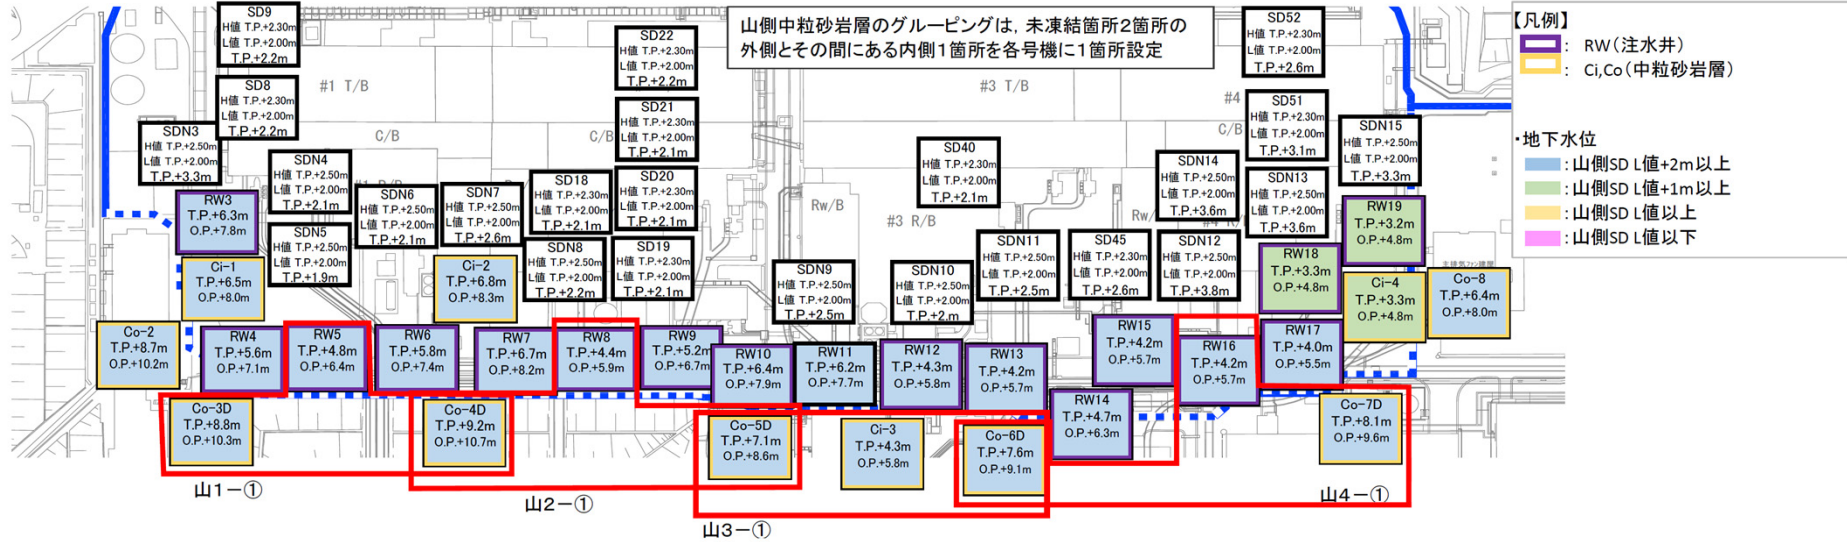 山側中粒砂岩層のグルーピングは，未凍結箇所2箇所の
外側とその間にある内側1箇所を各号機に1箇所設定
【凡例】
： RW（注水井）
： Ci,Co（中粒砂岩層）
・地下水位
：山側SD L値+2m以上
：山側SD L値+1m以上
：山側SD L値以上
：山側SD L値以下
SD9
H値 T.P.+2.30m
L値 T.P.+2.00m
T.P.+2.2m
SD8
H値 T.P.+2.30m
L値 T.P.+2.00m
T.P.+2.2m
SDN3
H値 T.P.+2.50m
L値 T.P.+2.00m
T.P.+3.3m
SDN4
H値 T.P.+2.50m
L値 T.P.+2.00m
T.P.+2.1m
SDN5
H値 T.P.+2.50m
L値 T.P.+2.00m
T.P.+1.9m
SDN6
H値 T.P.+2.50m
L値 T.P.+2.00m
T.P.+2.1m
SDN7
H値 T.P.+2.50m
L値 T.P.+2.00m
T.P.+2.6m
SD18
H値 T.P.+2.30m
L値 T.P.+2.00m
T.P.+2.1m
SDN8
H値 T.P.+2.50m
L値 T.P.+2.00m
T.P.+2.2m
SD22
H値 T.P.+2.30m
L値 T.P.+2.00m
T.P.+2.2m
SD21
H値 T.P.+2.30m
L値 T.P.+2.00m
T.P.+2.1m
SD20
H値 T.P.+2.30m
L値 T.P.+2.00m
T.P.+2.1m
SD19
H値 T.P.+2.30m
L値 T.P.+2.00m
T.P.+2.1m
SDN9
H値 T.P.+2.50m
L値 T.P.+2.00m
T.P.+2.5m
SDN10
H値 T.P.+2.50m
L値 T.P.+2.00m
T.P.+2.m
SD40
H値 T.P.+2.30m
L値 T.P.+2.00m
T.P.+2.1m
SDN11
H値 T.P.+2.50m
L値 T.P.+2.00m
T.P.+2.5m
SD45
H値 T.P.+2.30m
L値 T.P.+2.00m
T.P.+2.6m
SDN14
H値 T.P.+2.50m
L値 T.P.+2.00m
T.P.+3.6m
SDN12
H値 T.P.+2.50m
L値 T.P.+2.00m
T.P.+3.8m
SD52
H値 T.P.+2.30m
L値 T.P.+2.00m
T.P.+2.6m
SD51
H値 T.P.+2.30m
L値 T.P.+2.00m
T.P.+3.1m
SDN13
H値 T.P.+2.50m
L値 T.P.+2.00m
T.P.+3.6m
SDN15
H値 T.P.+2.50m
L値 T.P.+2.00m
T.P.+3.3m
#1 T/B
C/B
C/B
#3 T/B
#4
C/B
Rw/B
#3 R/B
RW3
T.P.+6.3m
O.P.+7.8m
Ci-1
T.P.+6.5m
O.P.+8.0m
Ci-2
T.P.+6.8m
O.P.+8.3m
Co-2
T.P.+8.7m
O.P.+10.2m
RW4
T.P.+5.6m
O.P.+7.1m
RW5
T.P.+4.8m
O.P.+6.4m
RW6
T.P.+5.8m
O.P.+7.4m
RW7
T.P.+6.7m
O.P.+8.2m
RW8
T.P.+4.4m
O.P.+5.9m
RW9
T.P.+5.2m
O.P.+6.7m
RW10
T.P.+6.4m
O.P.+7.9m
RW11
T.P.+6.2m
O.P.+7.7m
RW12
T.P.+4.3m
O.P.+5.8m
RW13
T.P.+4.2m
O.P.+5.7m
RW14
T.P.+4.7m
O.P.+6.3m
RW15
T.P.+4.2m
O.P.+5.7m
RW16
T.P.+4.2m
O.P.+5.7m
RW17
T.P.+4.0m
O.P.+5.5m
RW18
T.P.+3.3m
O.P.+4.8m
RW19
T.P.+3.2m
O.P.+4.8m
Ci-4
T.P.+3.3m
O.P.+4.8m
Co-8
T.P.+6.4m
O.P.+8.0m
Co-3D
T.P.+8.8m
O.P.+10.3m
Co-4D
T.P.+9.2m
O.P.+10.7m
Co-5D
T.P.+7.1m
O.P.+8.6m
Ci-3
T.P.+4.3m
O.P.+5.8m
Co-6D
T.P.+7.6m
O.P.+9.1m
Co-7D
T.P.+8.1m
O.P.+9.6m
山1－①
山2－①
山3－①
山4－①